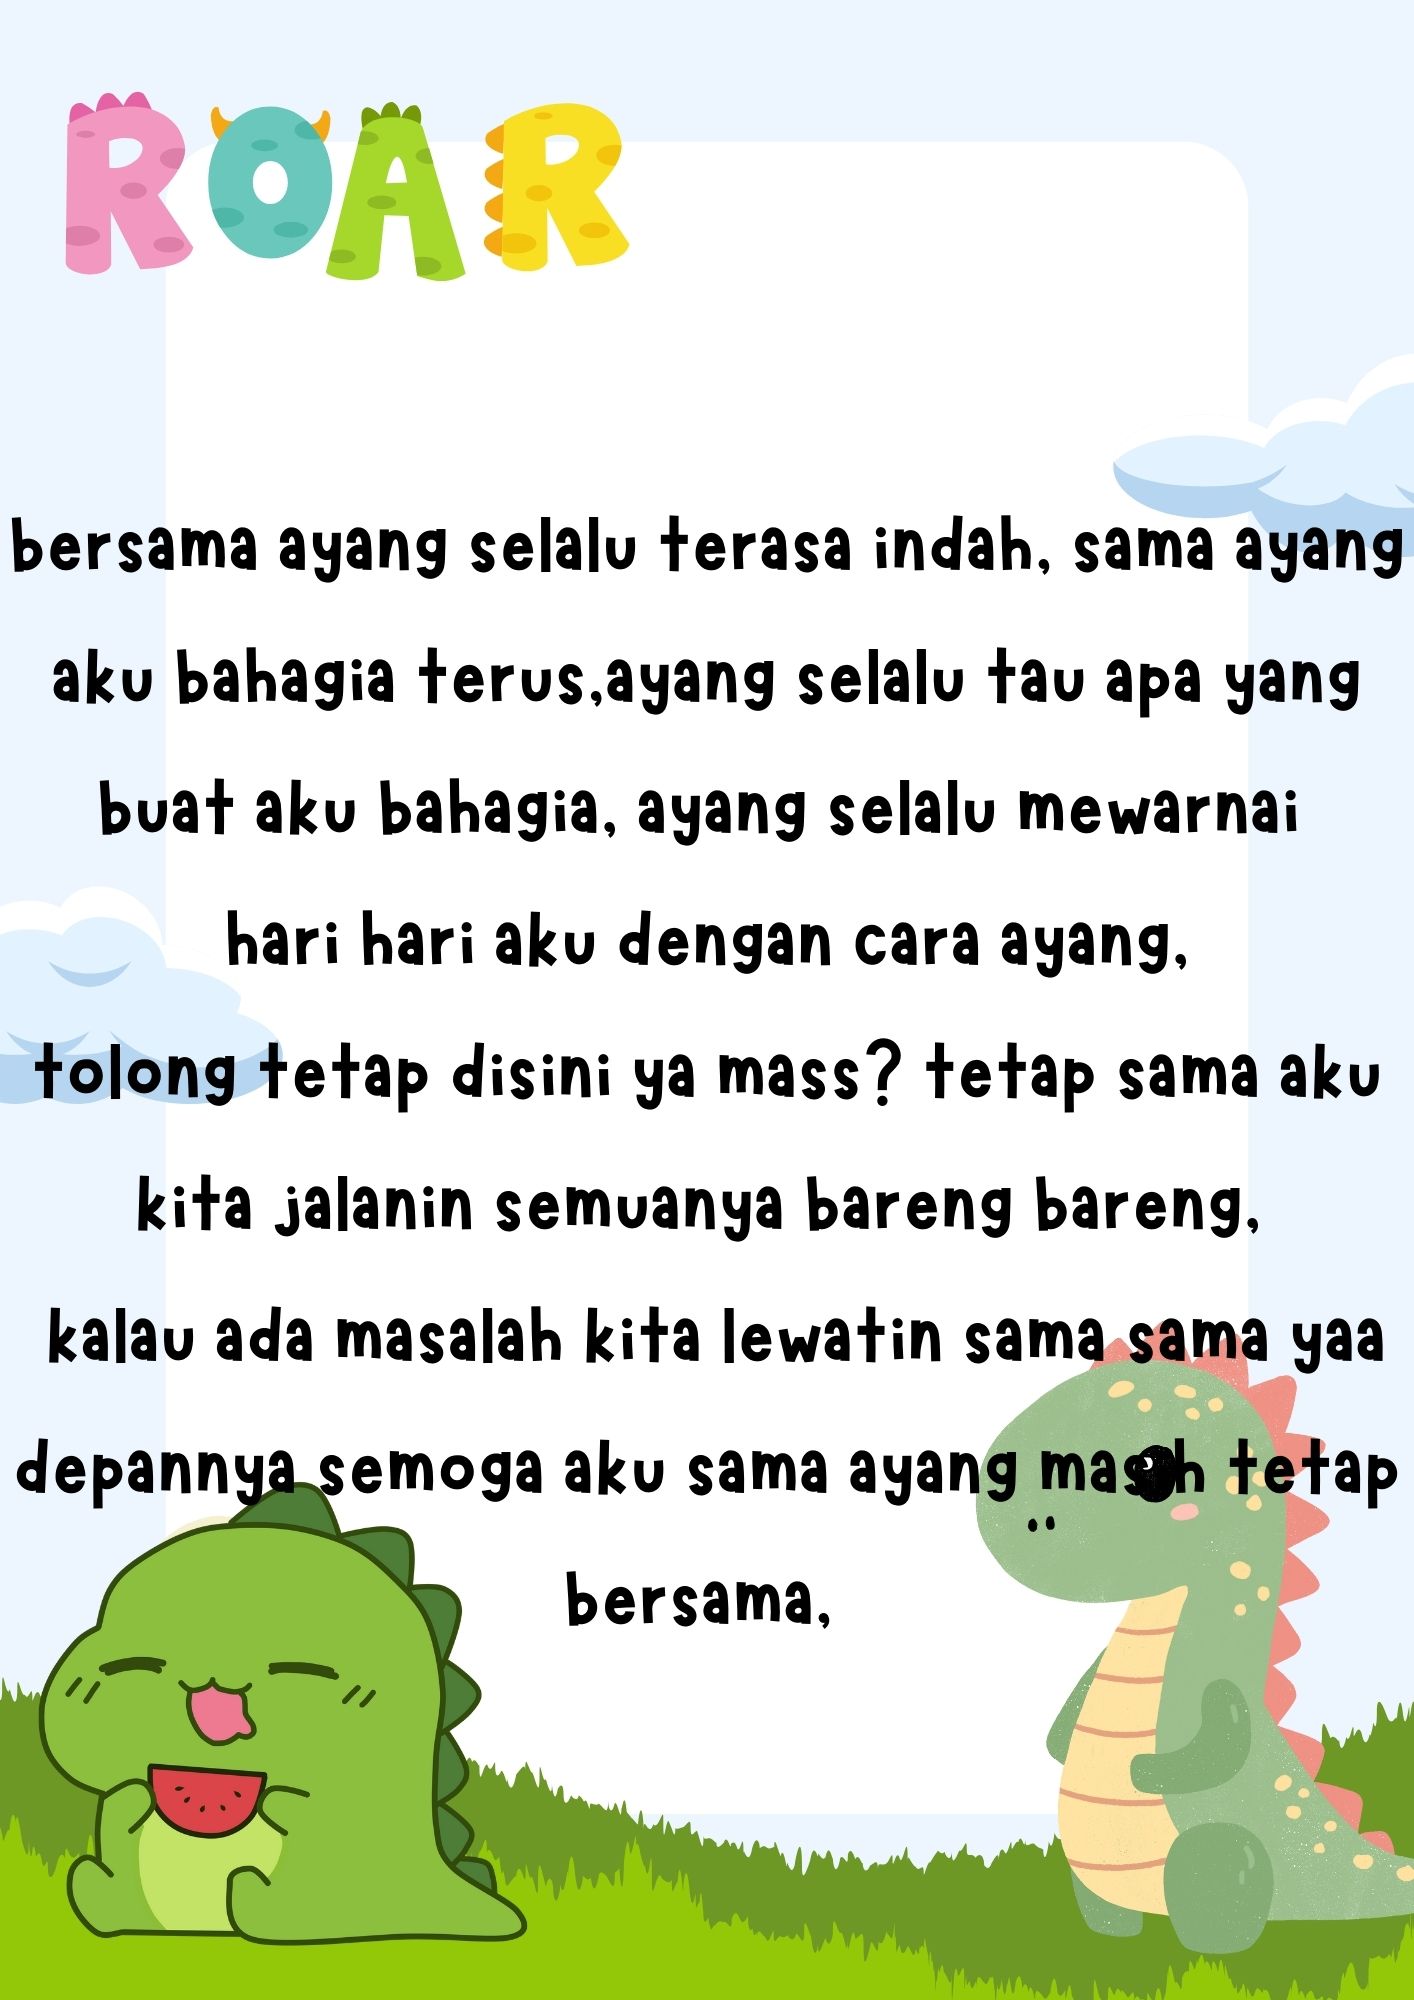 ROAR
bersama ayang selalu terasa indah, sama ayang
aku bahagia terus,ayang selalu tau apa yang
buat aku bahagia, ayang selalu mewarnai
hari hari aku dengan cara ayang,
tolong tetap disini ya mass? tetap sama aku
kita jalanin semuanya bareng bareng,
kalau ada masalah kita lewatin sama sama yaa
depannya semoga aku sama ayang masih tetap
bersama,